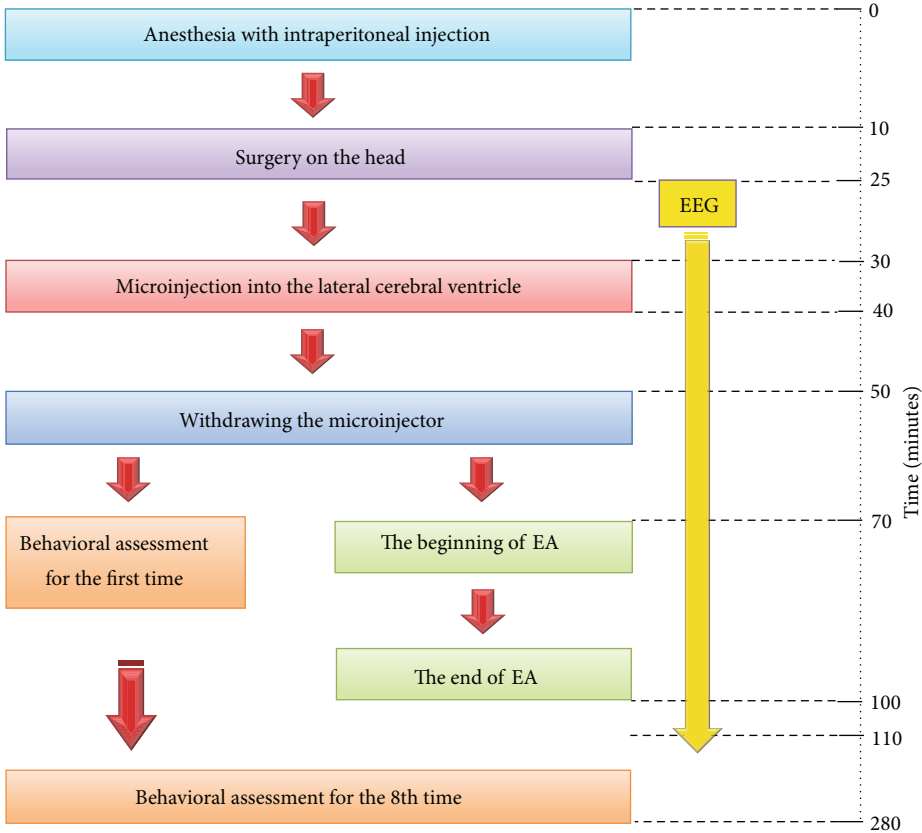 Anesthesia with intraperitoneal injection
0
10
Surgery on the head
25
EEG
30
Microinjection into the lateral cerebral ventricle
40
50
Withdrawing the microinjector
Time (minutes)
70
Behavioral assessment
for the first time
The beginning of EA
The end of EA
100
110
Behavioral assessment for the 8th time
280